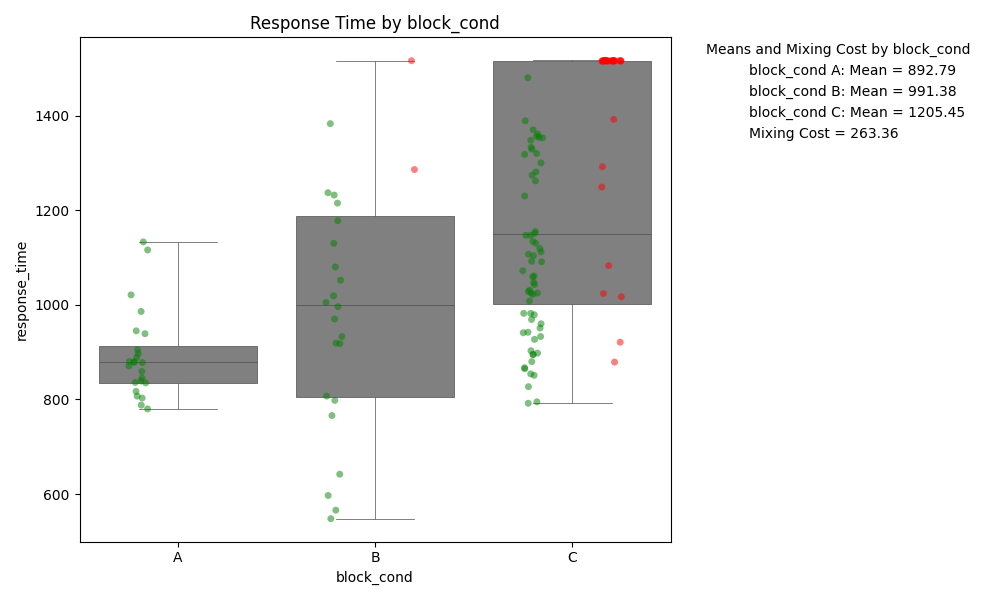 Response Time by block_cond
Means and Mixing Cost by block_cond
block_cond A: Mean = 892.79
block_cond B: Mean = 991.38
block_cond C: Mean = 1205.45
Mixing Cost = 263.36
response_time
1400
1200
1000
800
600
A
B
C
block_cond